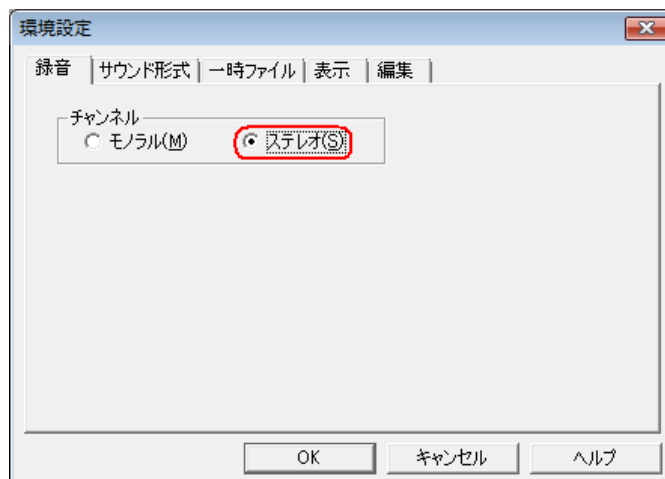 環境設定
録音 サウンド形式 一時ファイル 表示 編集
チャンネル
モノラル(M) ステレオ(S)
OK キャンセル ヘルプ